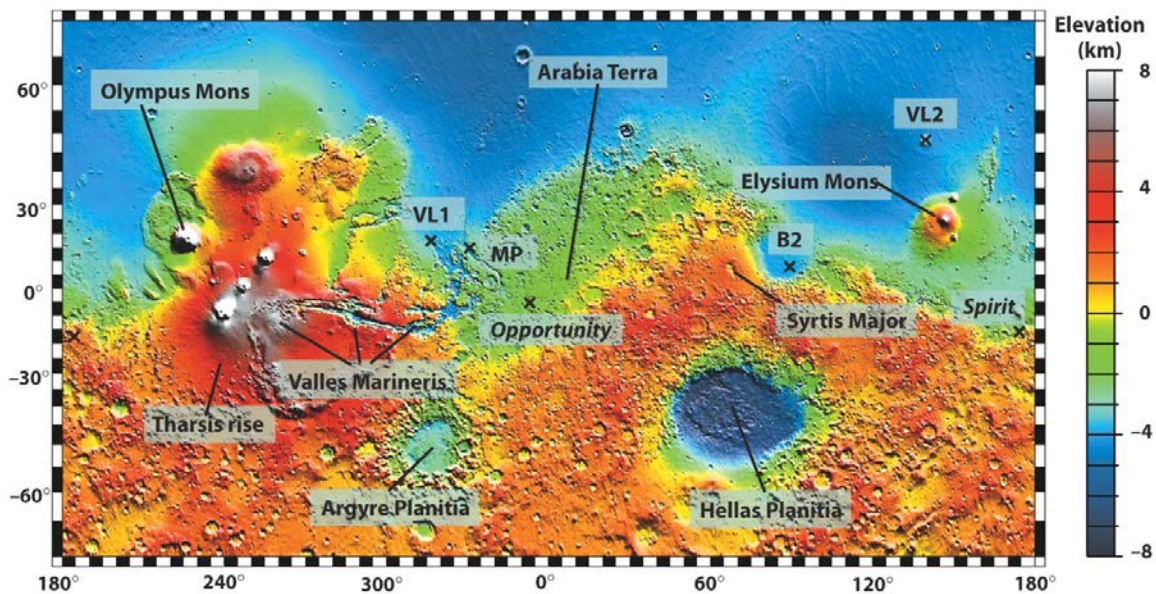 Elevation
(km)
8
4
0
−4
−8
60°
30°
0°
−30°
−60°
Olympus Mons
Arabia Terra
VL2
Elysium Mons
VL1
MP
B2
Opportunity
Syrtis Major
Spirit
Valles Marineris
Tharsis rise
Argyre Planitia
Hellas Planitia
180°
240°
300°
0°
60°
120°
180°